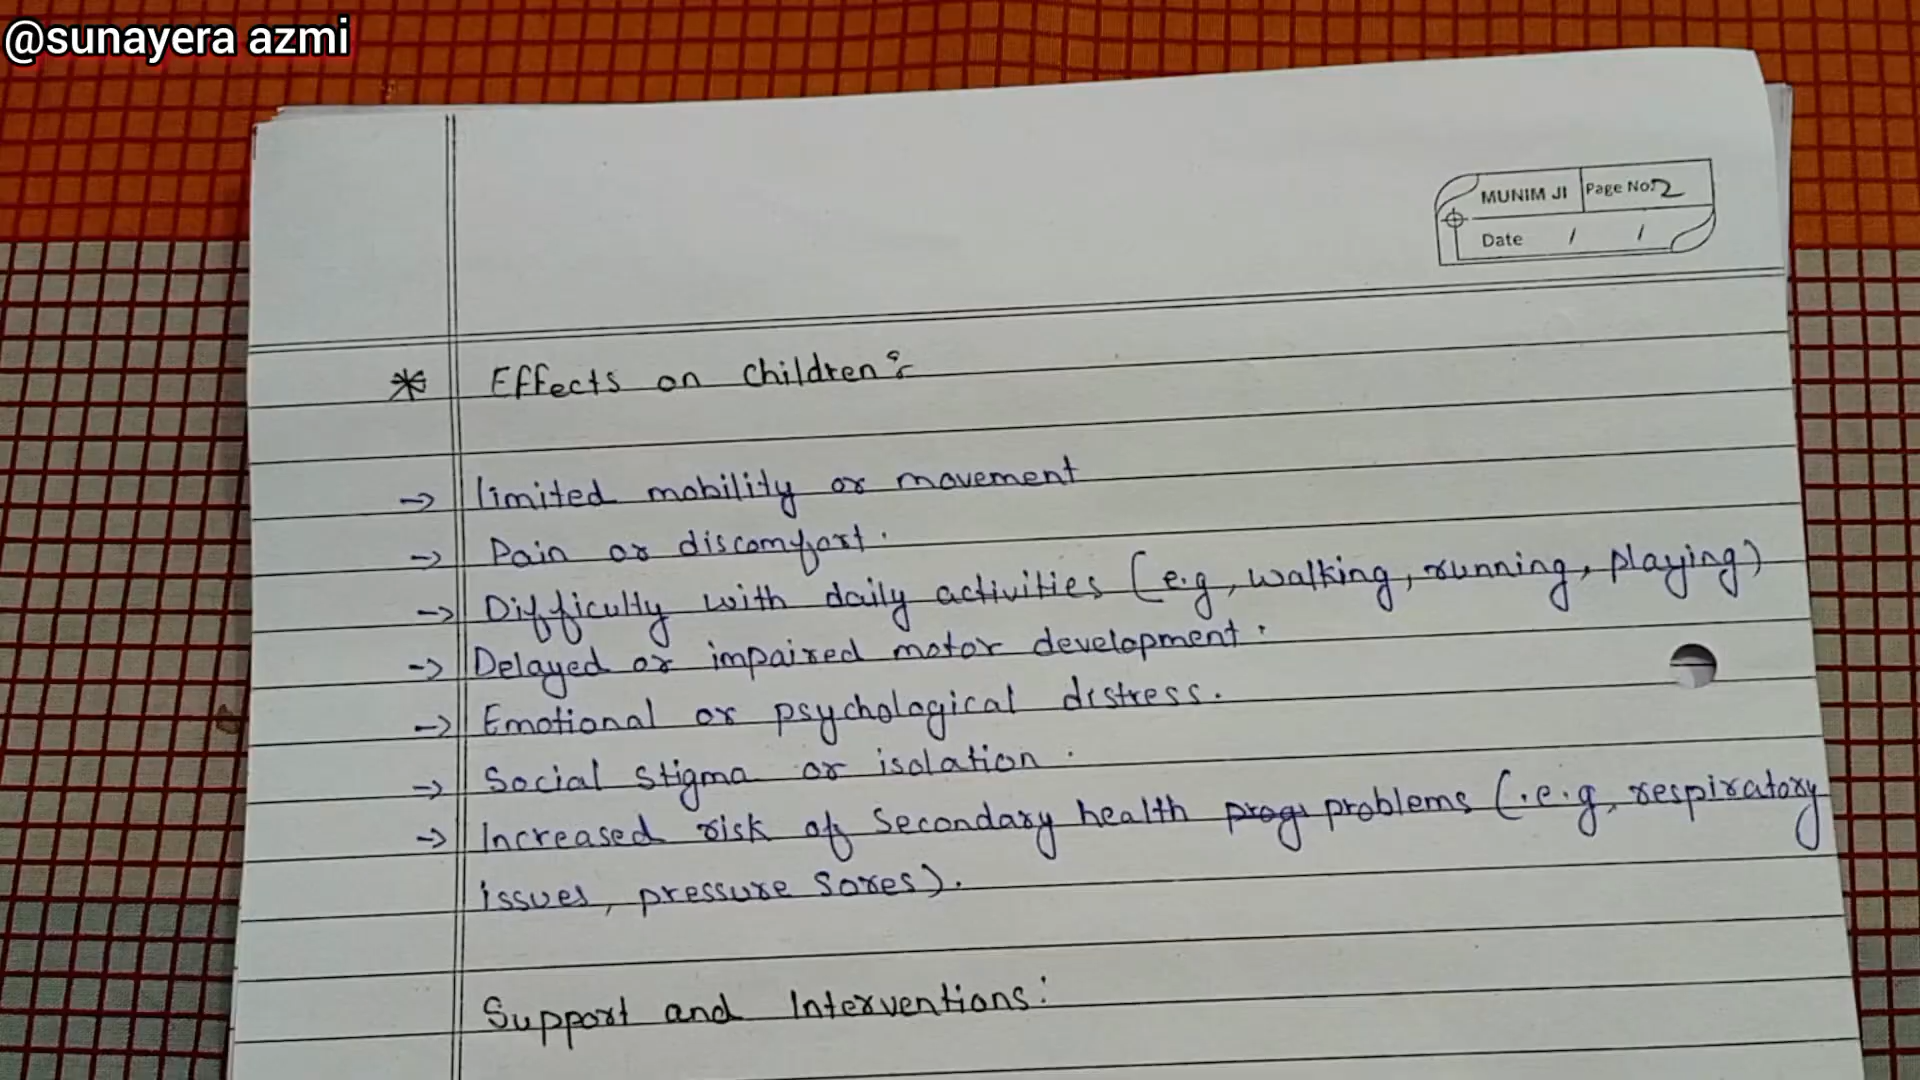 @sunayera azmi
MUNIM JI Page No: 2
Date / /
* Effects on Children:
→ limited mobility or movement
→ Pain or discomfort.
→ Difficulty with daily activities (e.g, walking, running, playing)
→ Delayed or impaired motor development.
→ Emotional or psychological distress.
→ Social stigma or isolation.
→ Increased risk of Secondary health progs problems (.e.g, respiratory
issues, pressure sores).
Support and Interventions: